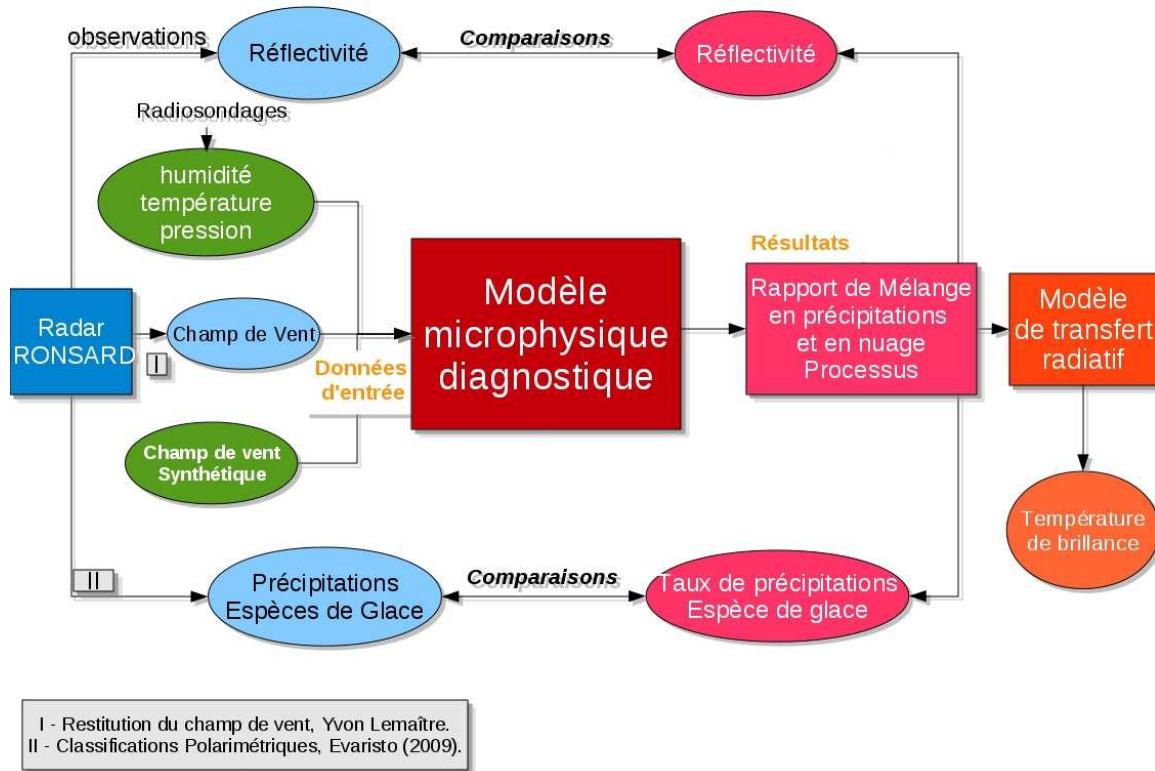 observations
Réflectivité
Comparaisons
Réflectivité
Radiosondages
humidité
température
pression
Radar
RONSARD
I
Champ de Vent
Données
d'entrée
Champ de vent
Synthétique
Modèle
microphysique
diagnostique
Résultats
Rapport de Mélange
en précipitations
et en nuage
Processus
Modèle
de transfert
radiatif
Température
de brillance
II
Précipitations
Espèces de Glace
Comparaisons
Taux de précipitations
Espèce de glace
I - Restitution du champ de vent, Yvon Lemaître.
II - Classifications Polarimétriques, Evaristo (2009).